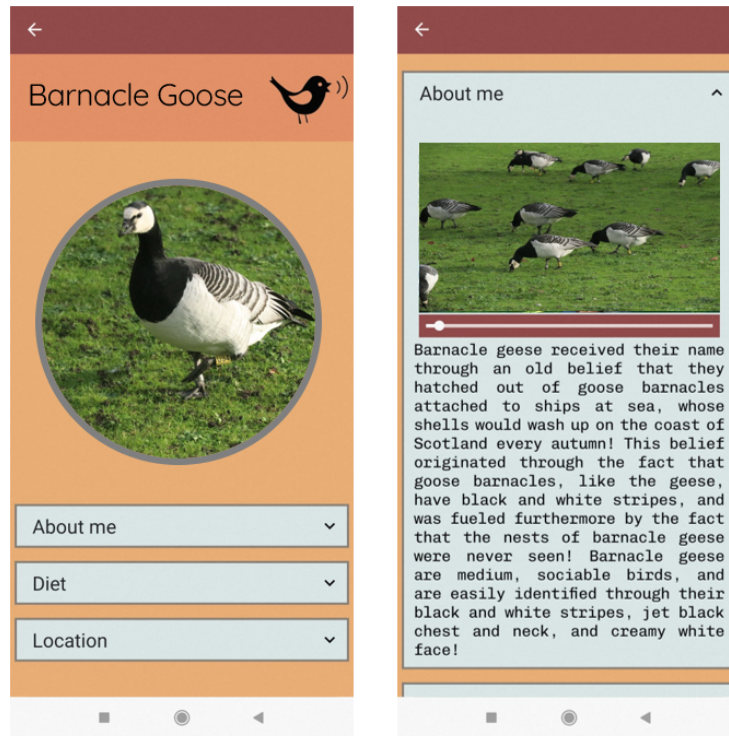 Barnacle Goose
About me
Diet
Location
About me
Barnacle geese received their name
through an old belief that they
hatched out of goose barnacles
attached to ships at sea, whose
shells would wash up on the coast of
Scotland every autumn! This belief
originated through the fact that
goose barnacles, like the geese,
have black and white stripes, and
was fueled furthermore by the fact
that the nests of barnacle geese
were never seen! Barnacle geese
are medium, sociable birds, and
are easily identified through their
black and white stripes, jet black
chest and neck, and creamy white
face!